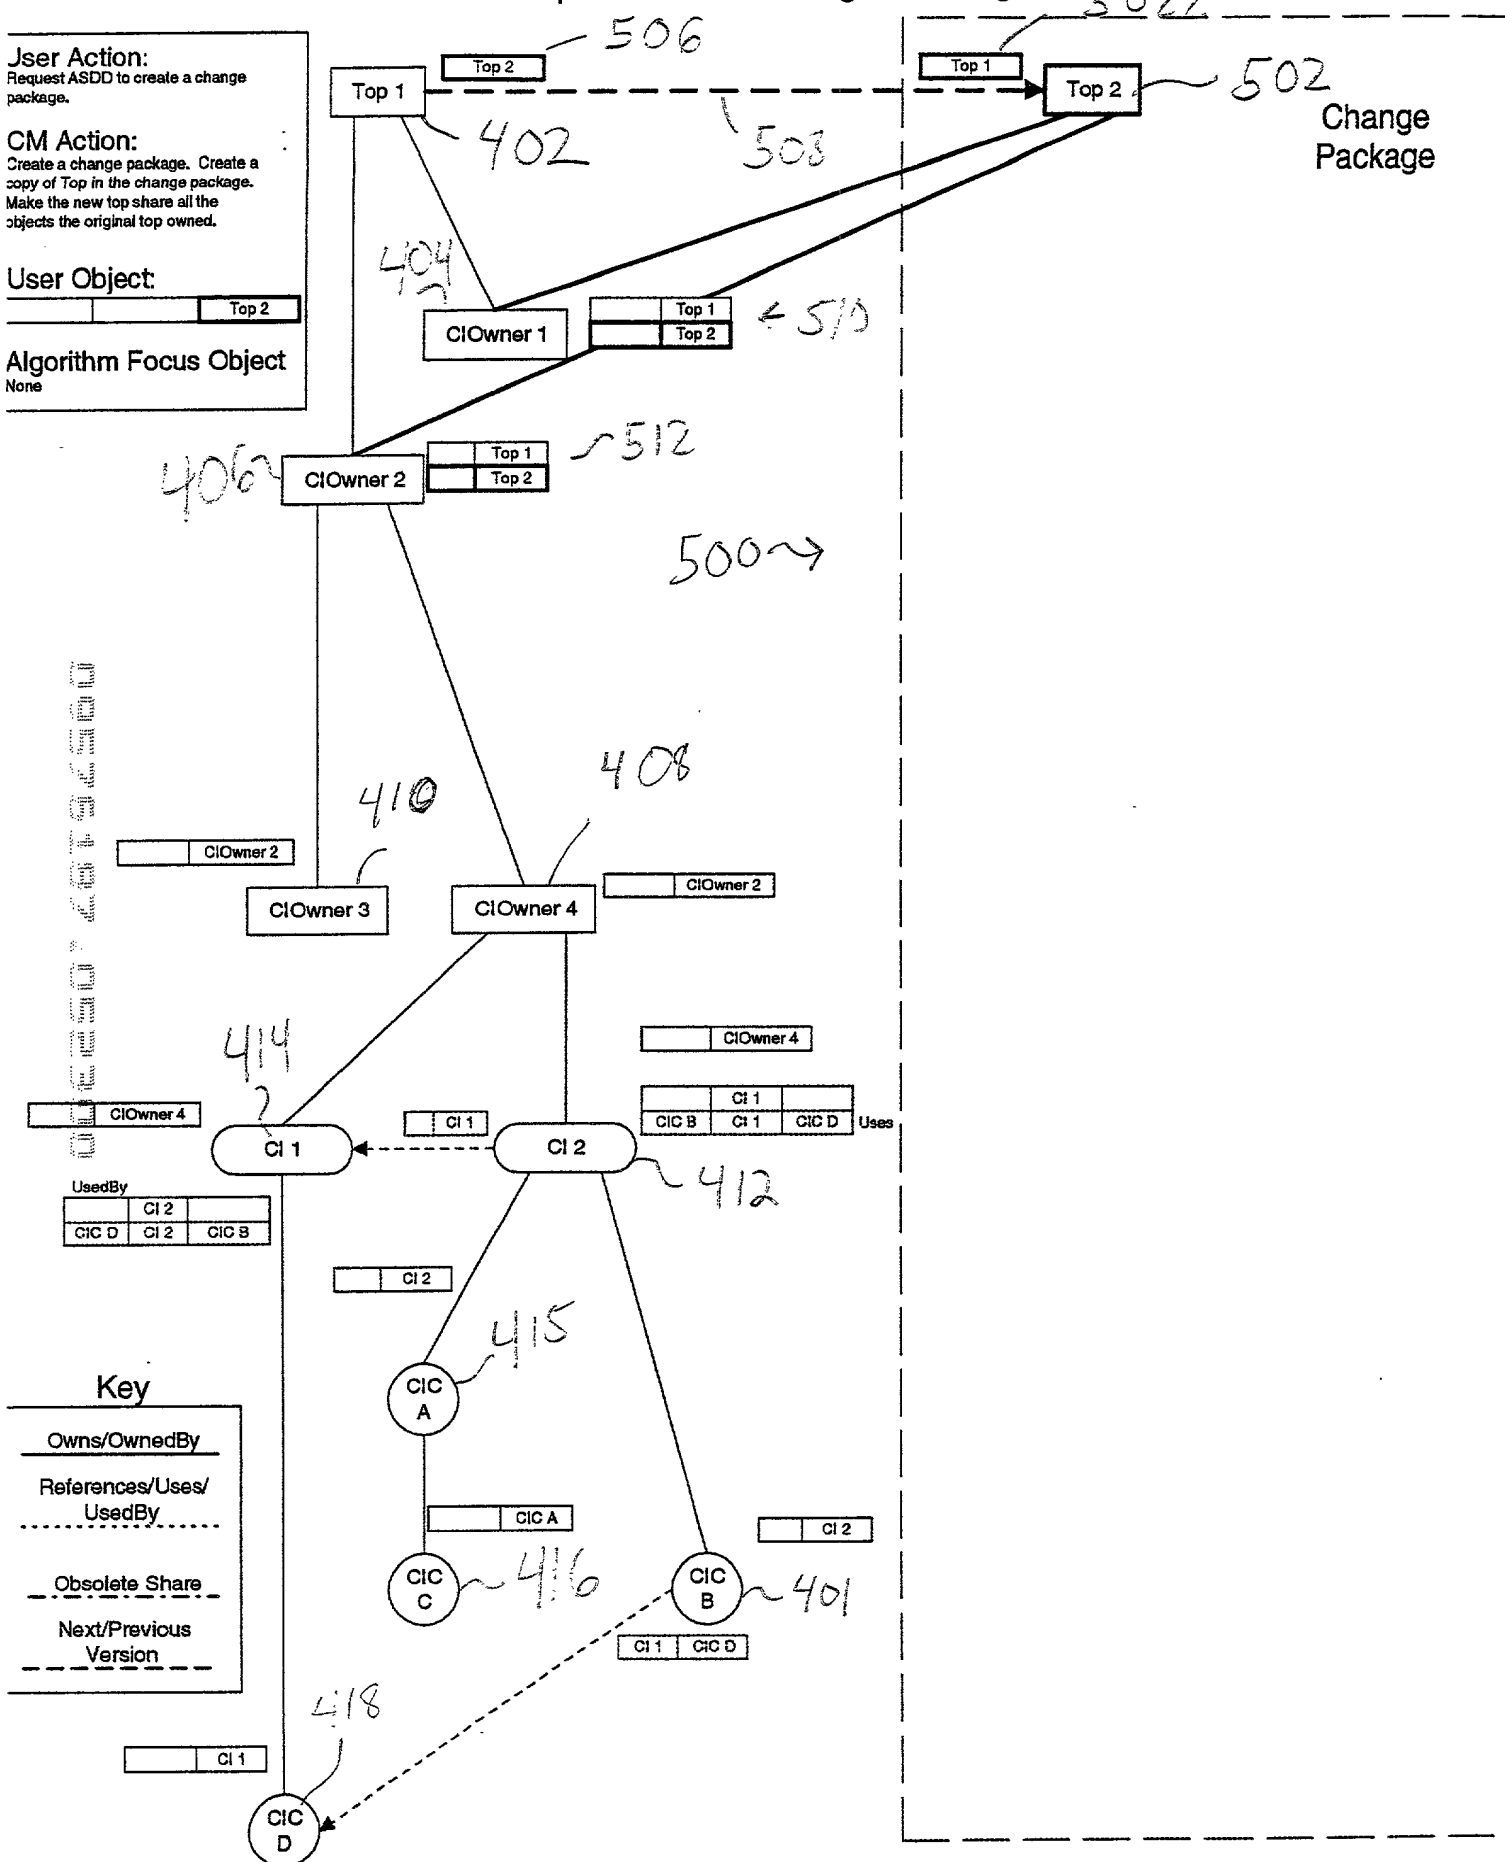 506
Top 2
Top 1
Top 1
Top 2
502
402
508
Change
Package
User Action:
Request ASDD to create a change
package.
CM Action:
Create a change package. Create a
copy of Top in the change package.
Make the new top share all the
objects the original top owned.
User Object:
Top 2
Algorithm Focus Object
None
404
CIOwner 1
Top 1
Top 2
510
406
CIOwner 2
Top 1
Top 2
512
500
408
410
CIOwner 2
CIOwner 3
CIOwner 4
CIOwner 2
414
CIOwner 4
CI 1
CIC B CI 1 CIC D Uses
CIOwner 4
CI 1
CI 1
CI 2
412
UsedBy
CI 2
CIC D CI 2 CIC B
CI 2
415
CIC
A
Key
Owns/OwnedBy
References/Uses/
UsedBy
Obsolete Share
Next/Previous
Version
CIC A
CIC
C
416
CI 2
CIC
B
401
CI 1 CIC D
418
CI 1
CIC
D